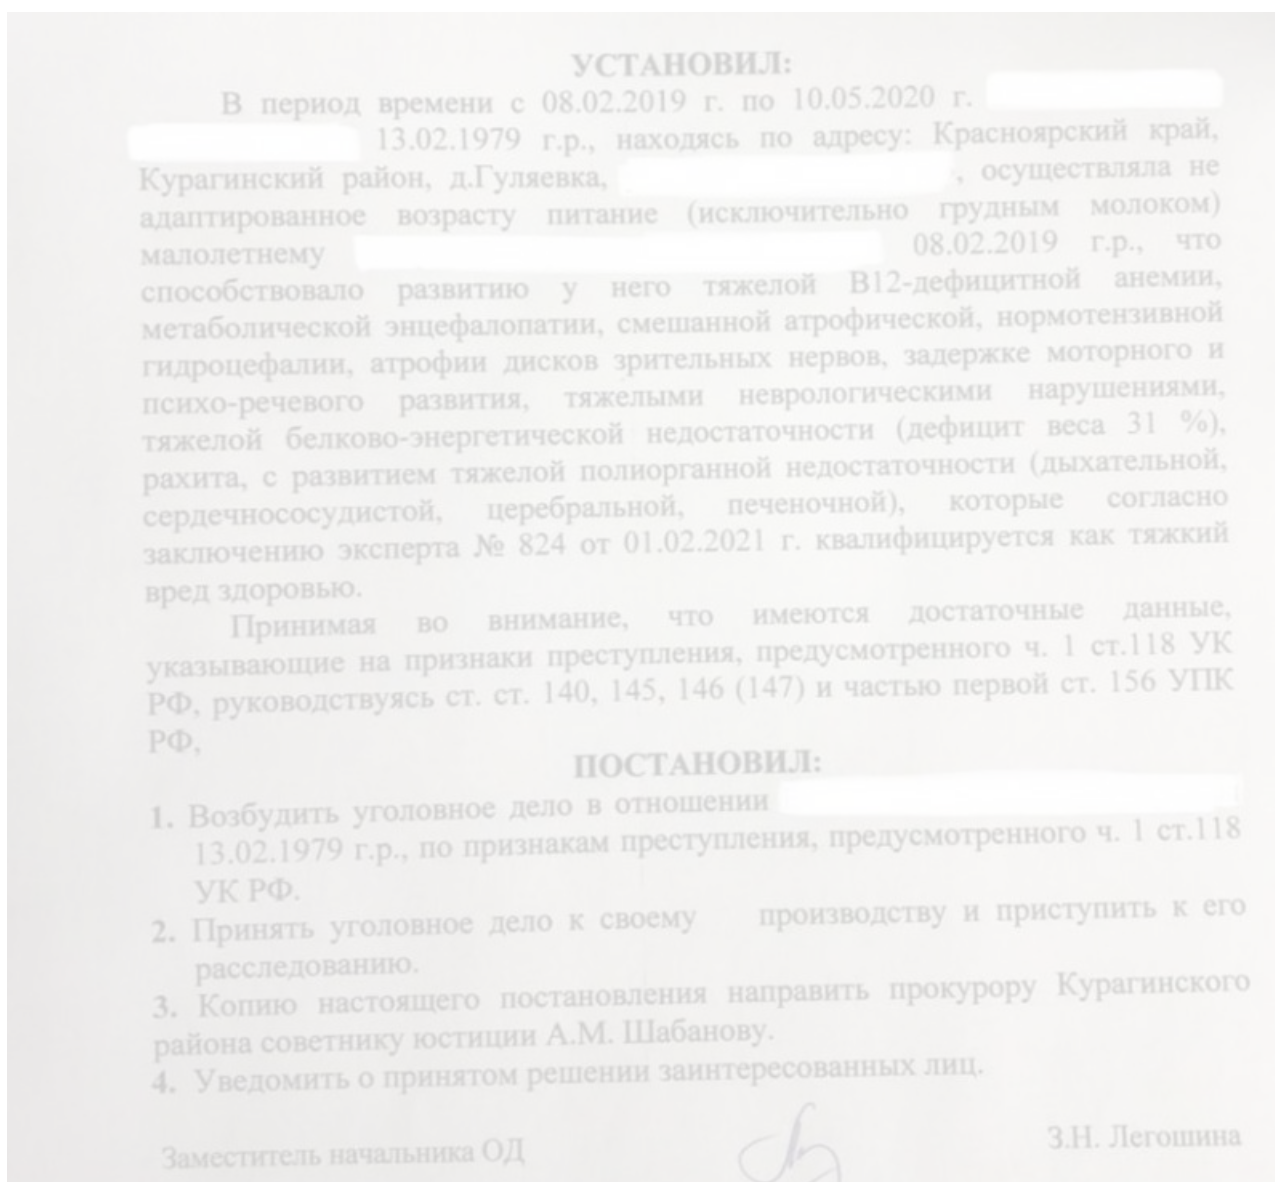 УСТАНОВИЛ:
В период времени с 08.02.2019 г. по 10.05.2020 г.
13.02.1979 г.р., находясь по адресу: Красноярский край,
Курагинский район, д.Гуляевка, , осуществляла не
адаптированное возрасту питание (исключительно грудным молоком)
малолетнему 08.02.2019 г.р., что
способствовало развитию у него тяжелой В12-дефицитной анемии,
метаболической энцефалопатии, смешанной атрофической, нормотензивной
гидроцефалии, атрофии дисков зрительных нервов, задержке моторного и
психо-речевого развития, тяжелыми неврологическими нарушениями,
тяжелой белково-энергетической недостаточности (дефицит веса 31 %),
рахита, с развитием тяжелой полиорганной недостаточности (дыхательной,
сердечнососудистой, церебральной, печеночной), которые согласно
заключению эксперта № 824 от 01.02.2021 г. квалифицируется как тяжкий
вред здоровью.
Принимая во внимание, что имеются достаточные данные,
указывающие на признаки преступления, предусмотренного ч. 1 ст.118 УК
РФ, руководствуясь ст. ст. 140, 145, 146 (147) и частью первой ст. 156 УПК
РФ,
ПОСТАНОВИЛ:
1. Возбудить уголовное дело в отношении
13.02.1979 г.р., по признакам преступления, предусмотренного ч. 1 ст.118
УК РФ.
2. Принять уголовное дело к своему производству и приступить к его
расследованию.
3. Копию настоящего постановления направить прокурору Курагинского
района советнику юстиции А.М. Шабанову.
4. Уведомить о принятом решении заинтересованных лиц.
Заместитель начальника ОД З.Н. Легошина